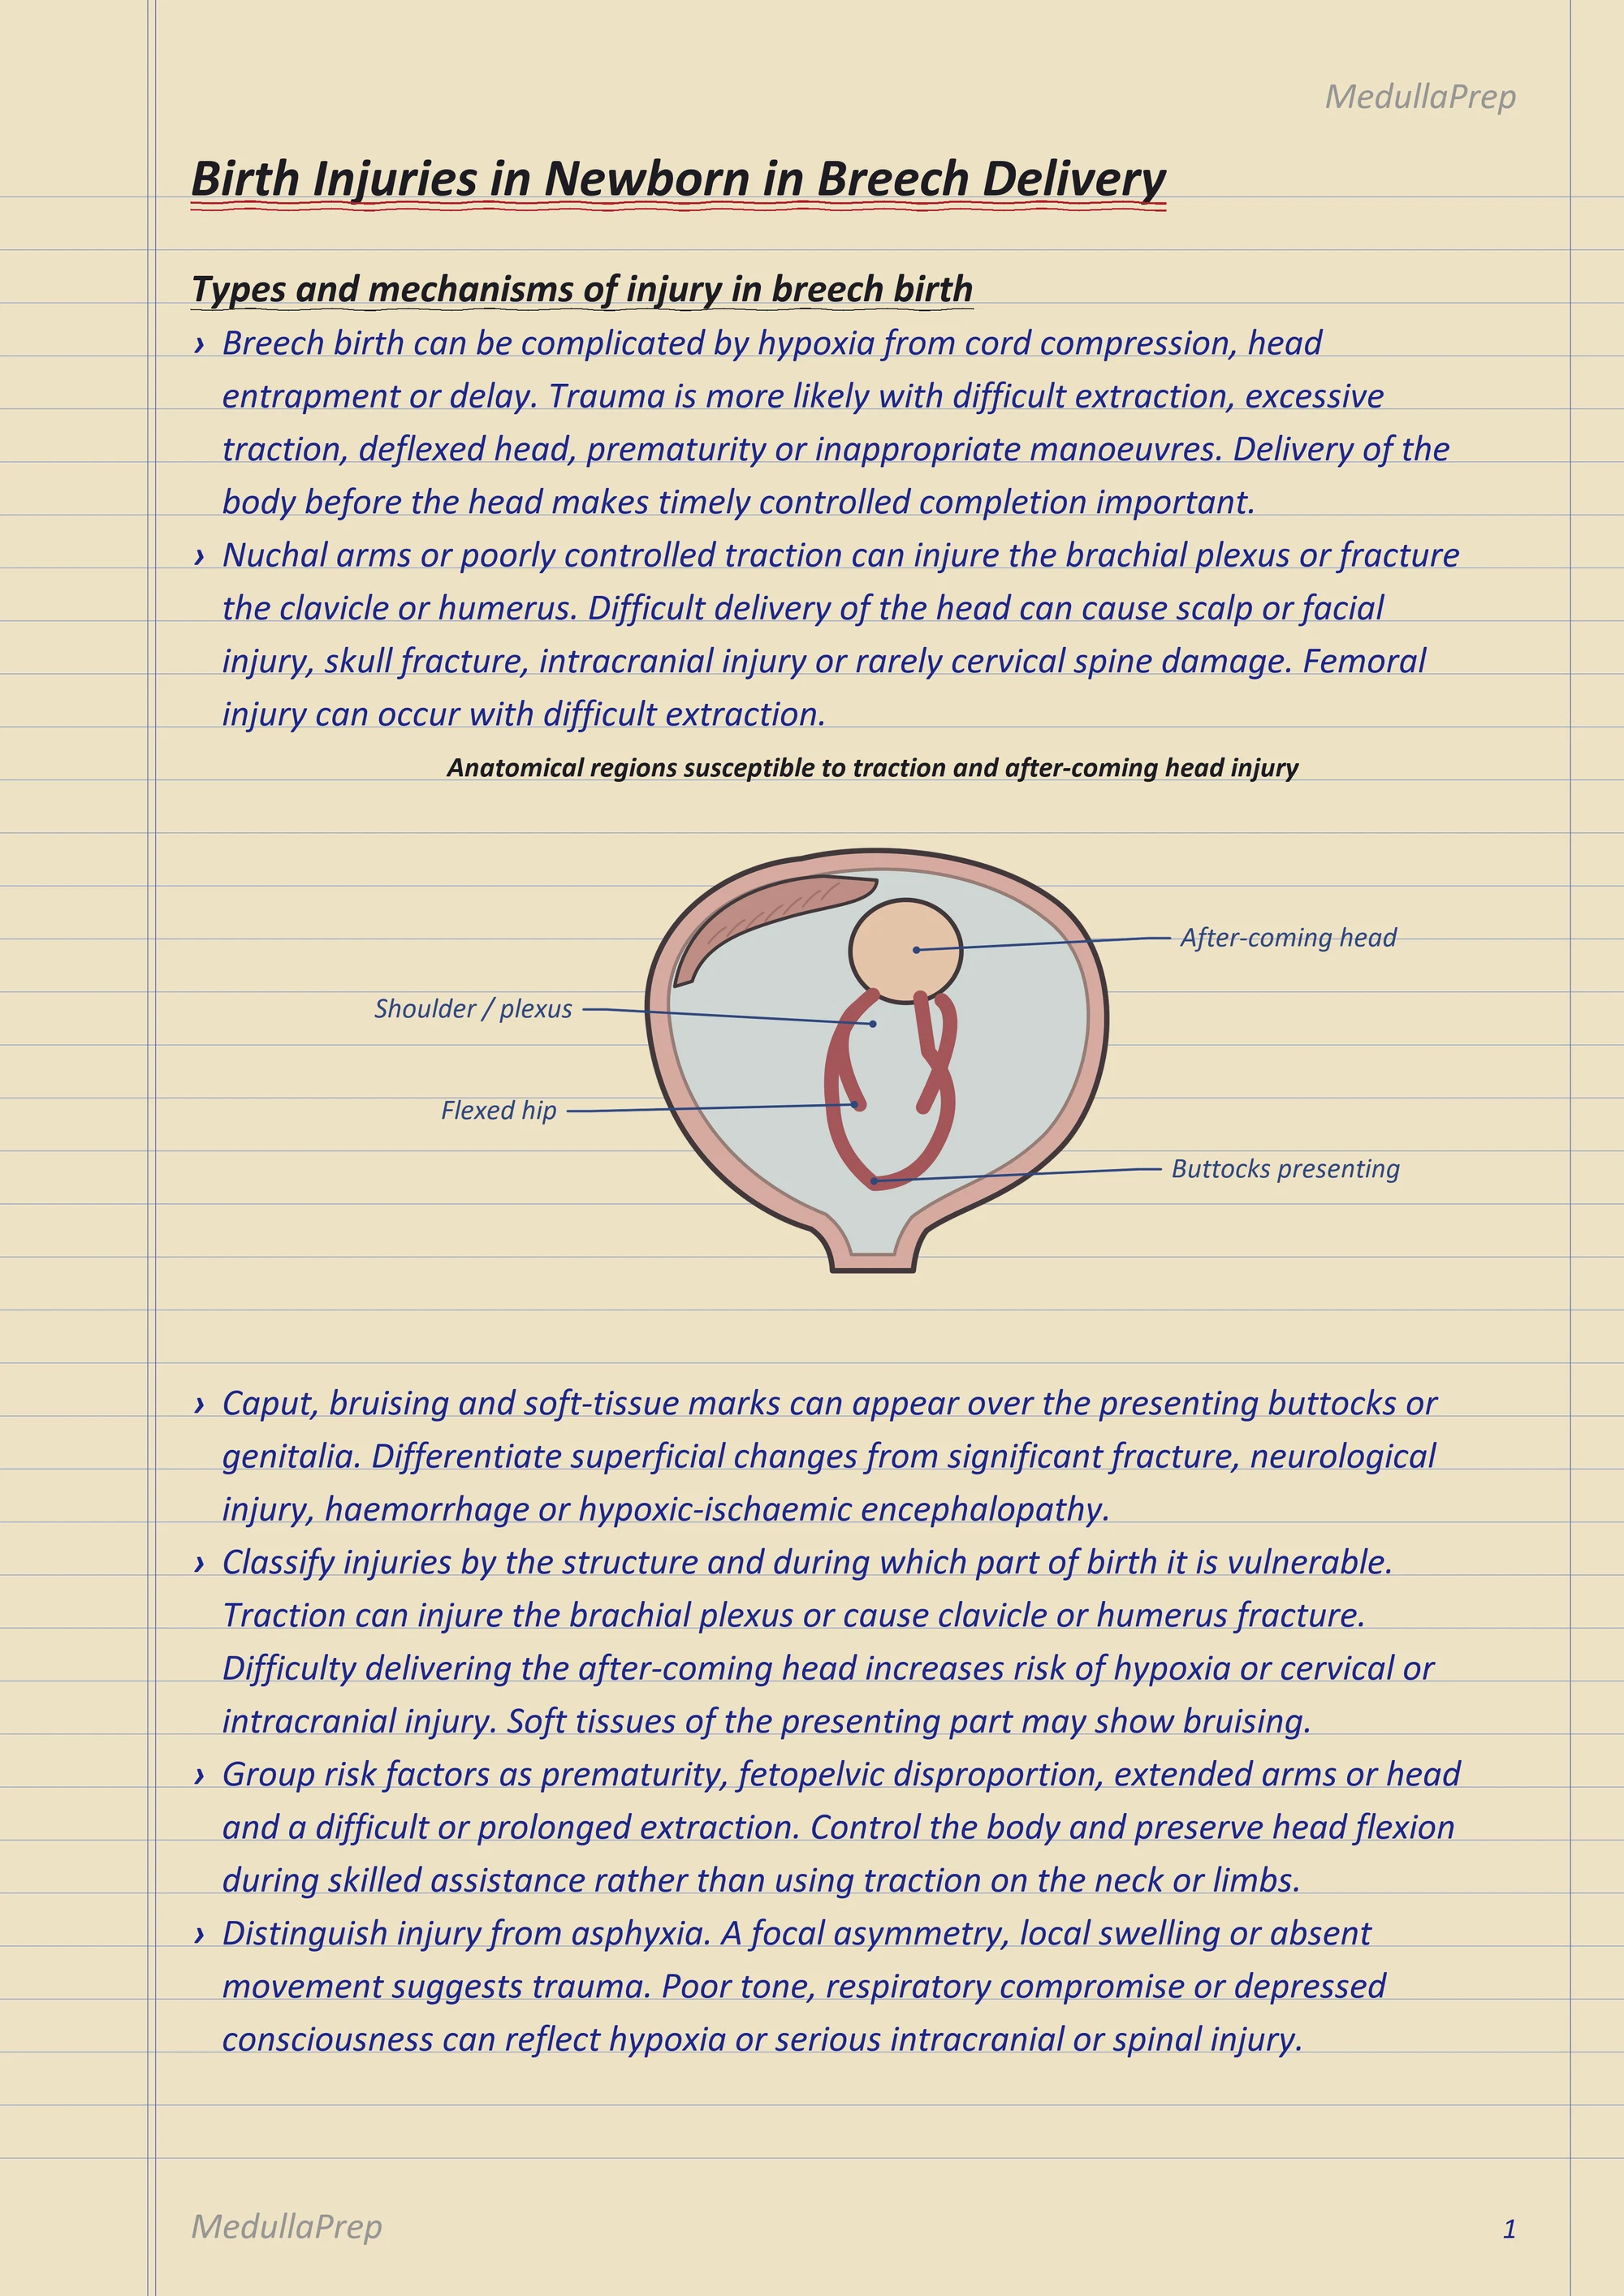 MedullaPrep
Birth Injuries in Newborn in Breech Delivery
Types and mechanisms of injury in breech birth
› Breech birth can be complicated by hypoxia from cord compression, head
entrapment or delay. Trauma is more likely with difficult extraction, excessive
traction, deflexed head, prematurity or inappropriate manoeuvres. Delivery of the
body before the head makes timely controlled completion important.
› Nuchal arms or poorly controlled traction can injure the brachial plexus or fracture
the clavicle or humerus. Difficult delivery of the head can cause scalp or facial
injury, skull fracture, intracranial injury or rarely cervical spine damage. Femoral
injury can occur with difficult extraction.
Anatomical regions susceptible to traction and after-coming head injury
After-coming head
Shoulder / plexus
Flexed hip
Buttocks presenting
› Caput, bruising and soft-tissue marks can appear over the presenting buttocks or
genitalia. Differentiate superficial changes from significant fracture, neurological
injury, haemorrhage or hypoxic-ischaemic encephalopathy.
› Classify injuries by the structure and during which part of birth it is vulnerable.
Traction can injure the brachial plexus or cause clavicle or humerus fracture.
Difficulty delivering the after-coming head increases risk of hypoxia or cervical or
intracranial injury. Soft tissues of the presenting part may show bruising.
› Group risk factors as prematurity, fetopelvic disproportion, extended arms or head
and a difficult or prolonged extraction. Control the body and preserve head flexion
during skilled assistance rather than using traction on the neck or limbs.
› Distinguish injury from asphyxia. A focal asymmetry, local swelling or absent
movement suggests trauma. Poor tone, respiratory compromise or depressed
consciousness can reflect hypoxia or serious intracranial or spinal injury.
MedullaPrep
1